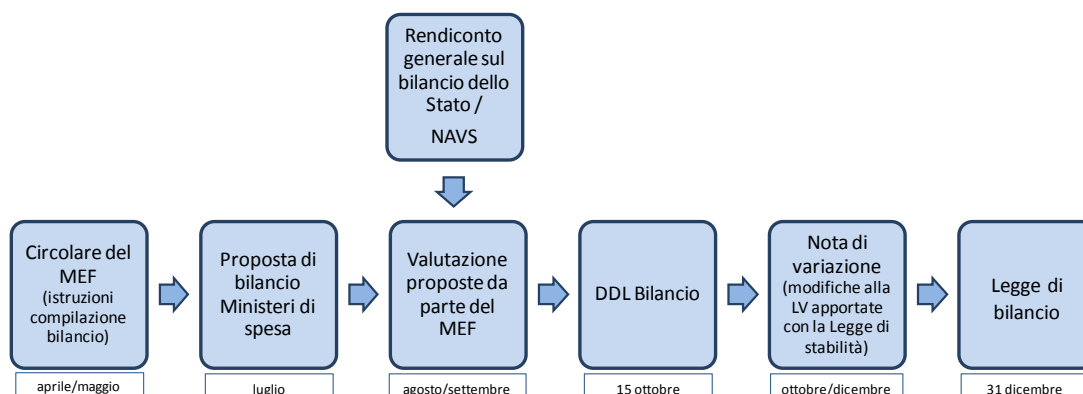 Rendiconto
generale sul
bilancio dello
Stato /
NAVS
Circolare del
MEF
(istruzioni
compilazione
bilancio)
Proposta di
bilancio
Ministeri di
spesa
Valutazione
proposte da
parte del
MEF
DDL Bilancio
Nota di
variazione
(modifiche alla
LV apportate
con la Legge di
stabilità)
Legge di
bilancio
aprile/maggio
luglio
agosto/settembre
15 ottobre
ottobre/dicembre
31 dicembre